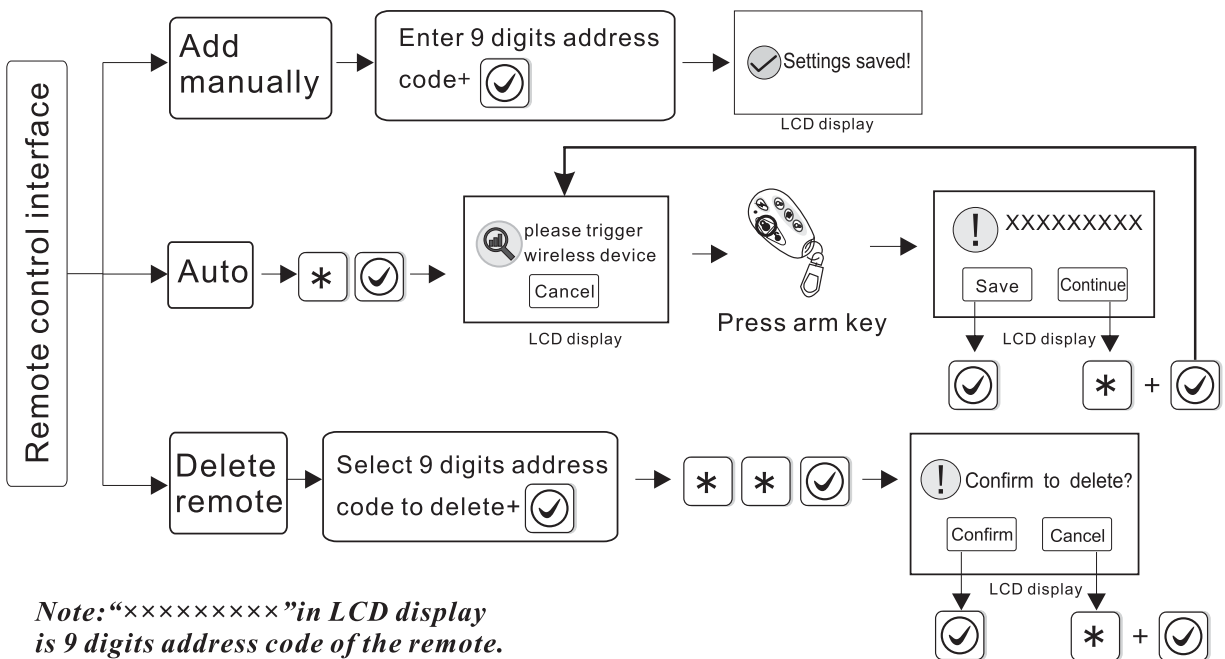 Remote control interface
Add
manually
Enter 9 digits address
code+
Settings saved!
LCD display
Auto
*
please trigger
wireless device
Cancel
LCD display
Press arm key
! XXXXXXXXX
Save Continue
LCD display
* +
Delete
remote
Select 9 digits address
code to delete+
* *
! Confirm to delete?
Confirm Cancel
LCD display
* +
Note:“×××××××××”in LCD display
is 9 digits address code of the remote.